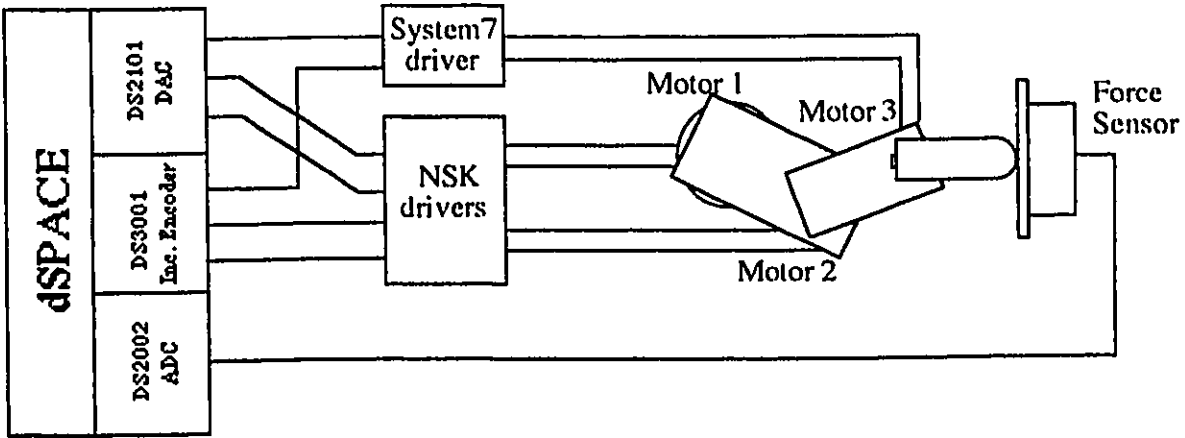 dSPACE
DS2101
DAC
DS3001
Inc. Encoder
DS2002
ADC
System7
driver
NSK
drivers
Motor 1
Motor 3
Motor 2
Force
Sensor